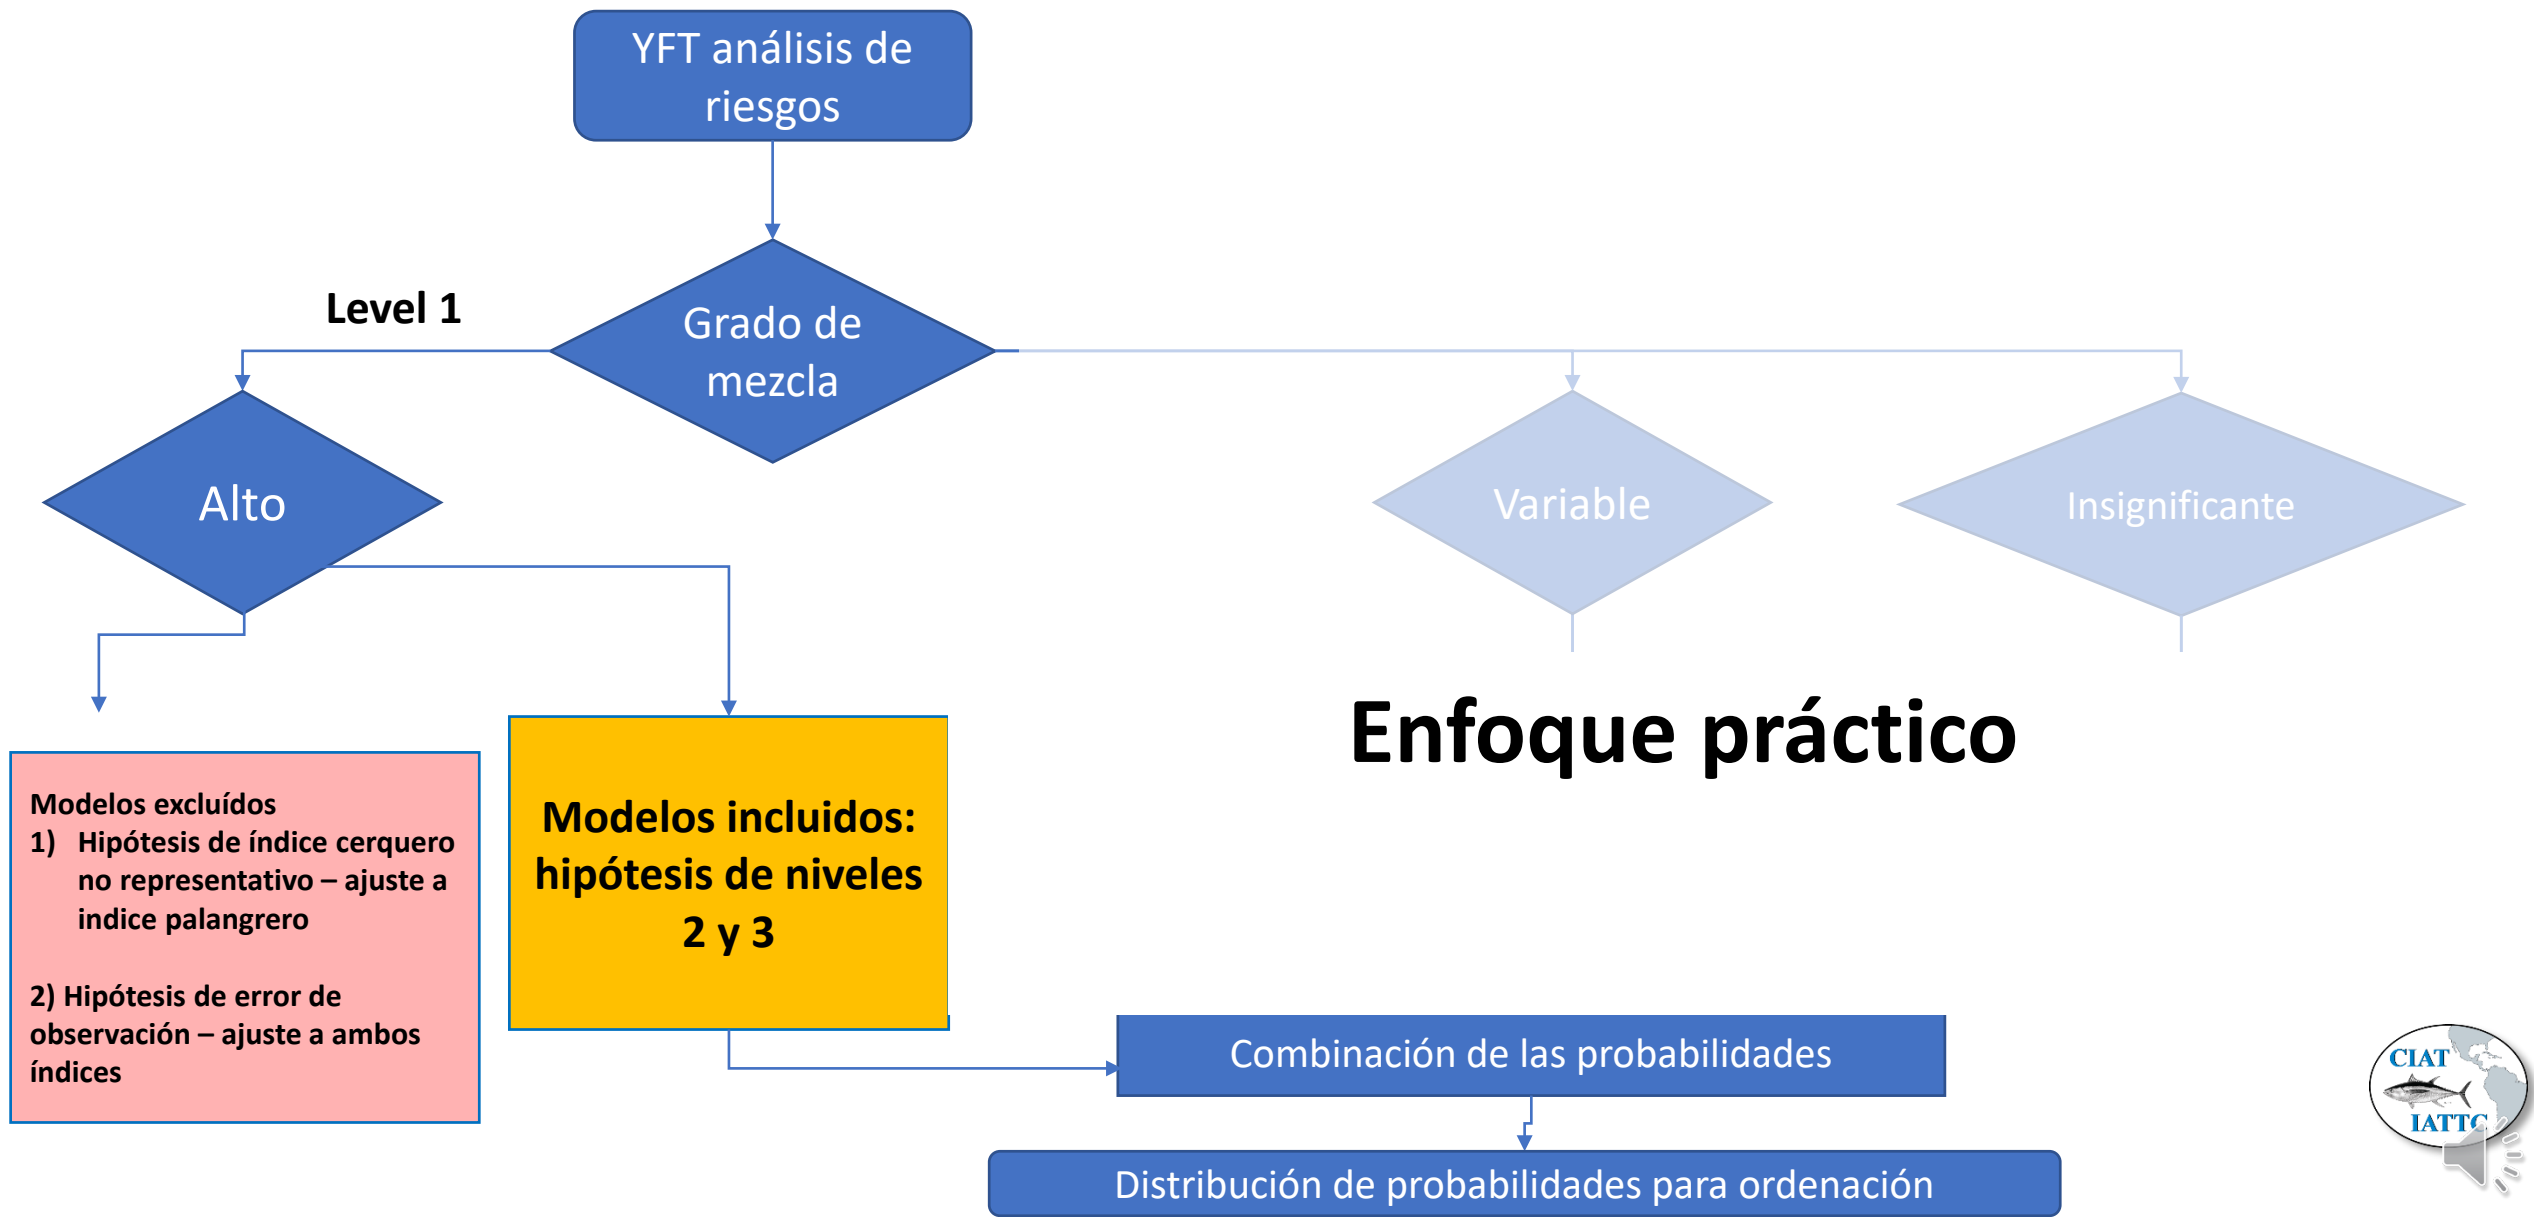 YFT análisis de
riesgos
Level 1
Grado de
mezcla
Alto
Variable
Insignificante
Enfoque práctico
Modelos excluídos
1) Hipótesis de índice cerquero
no representativo – ajuste a
indice palangrero
2) Hipótesis de error de
observación – ajuste a ambos
índices
Modelos incluidos:
hipótesis de niveles
2 y 3
Combinación de las probabilidades
Distribución de probabilidades para ordenación
CIAT
IATTC